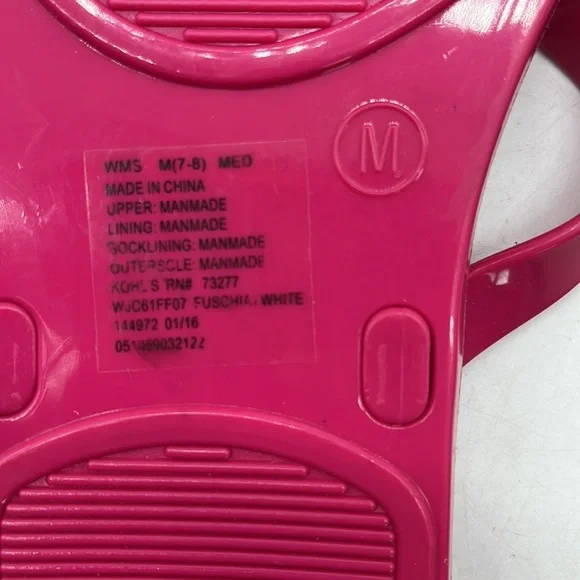 M
WMS M(7-8) MED
MADE IN CHINA
UPPER: MANMADE
LINING: MANMADE
SOCKLINING: MANMADE
OUTERSOLE: MANMADE
KOHL'S RN# 73277
FUSCHIA WHITE
144972 01/16